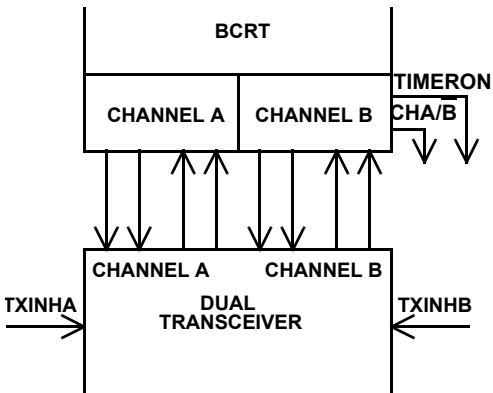 BCRT
TIMERON
CHANNEL A
CHANNEL B
CHA/B̅
CHANNEL A
CHANNEL B
TXINHA
DUAL
TRANSCEIVER
TXINHB